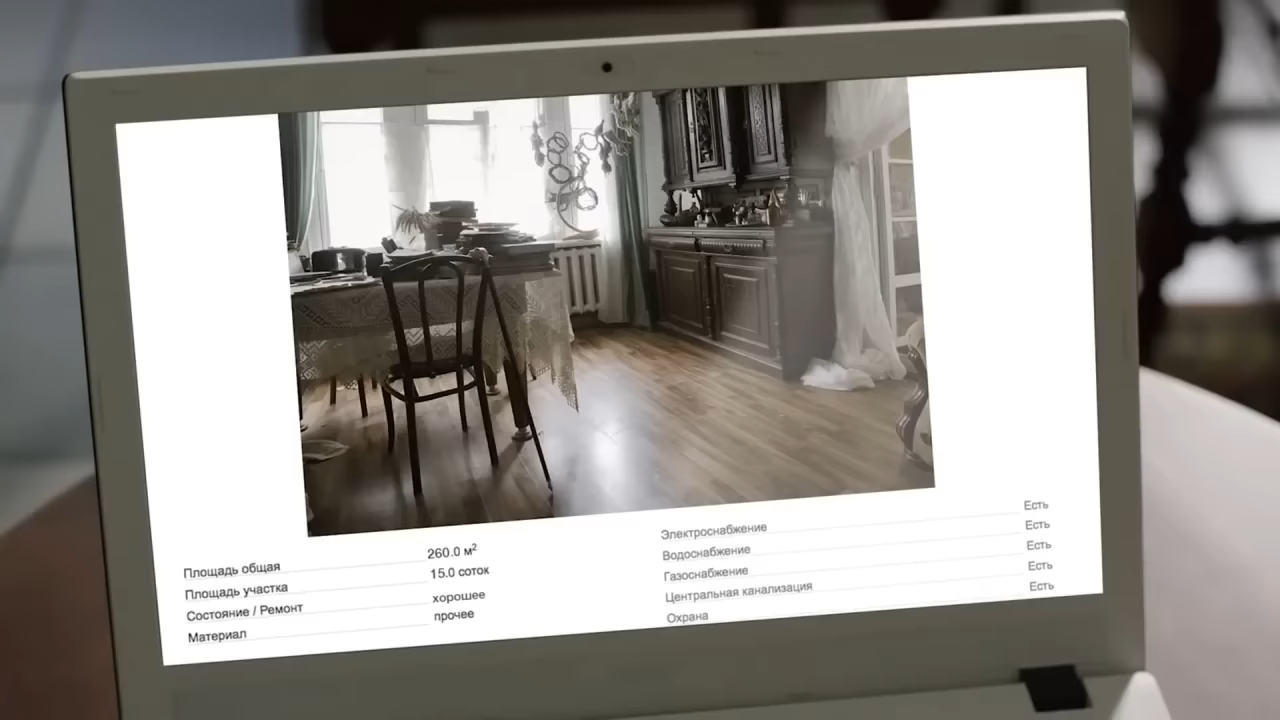 Площадь общая 260.0 м²
Площадь участка 15.0 соток
Состояние / Ремонт хорошее
Материал прочее
Электроснабжение Есть
Водоснабжение Есть
Газоснабжение Есть
Центральная канализация Есть
Охрана Есть